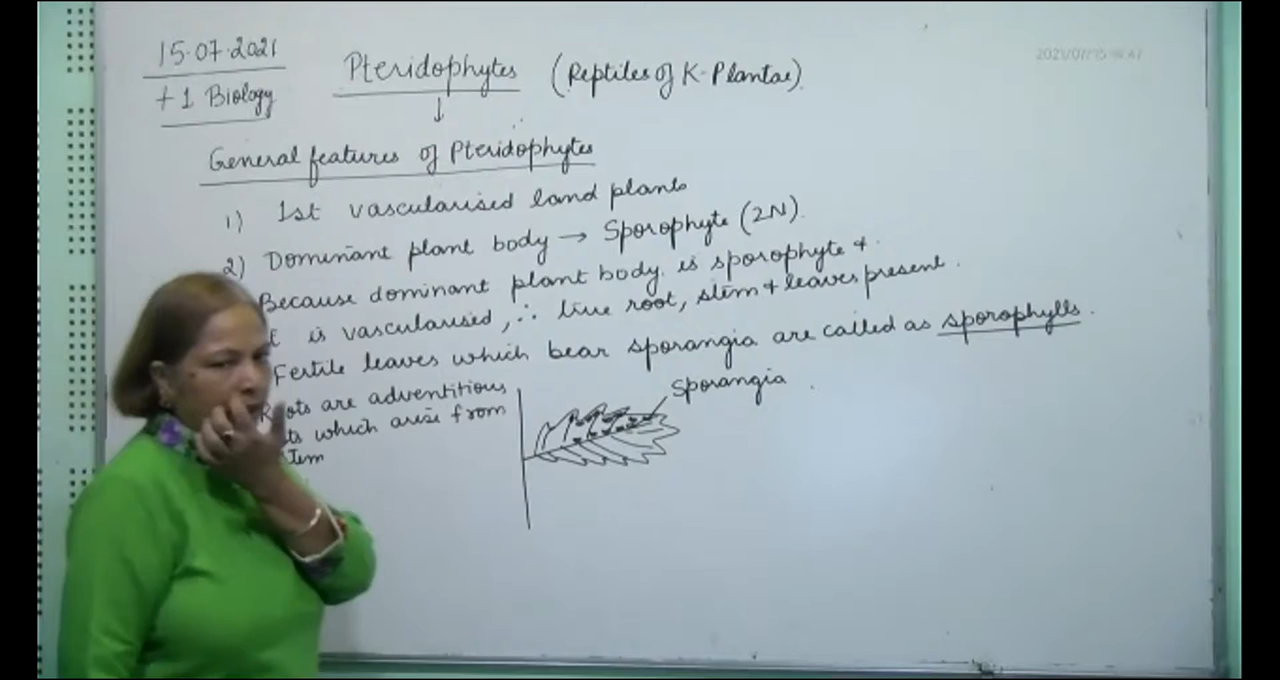 15.07.2021
+1 Biology
Pteridophytes (Reptiles of K-Plantae)
General features of Pteridophytes
1) 1st vascularised land plants
2) Dominant plant body → Sporophyte (2N)
Because dominant plant body is sporophyte +
is vascularised, ∴ true root, stem + leaves present.
Fertile leaves which bear sporangia are called as sporophylls.
are adventitious
which arise from
Sporangia